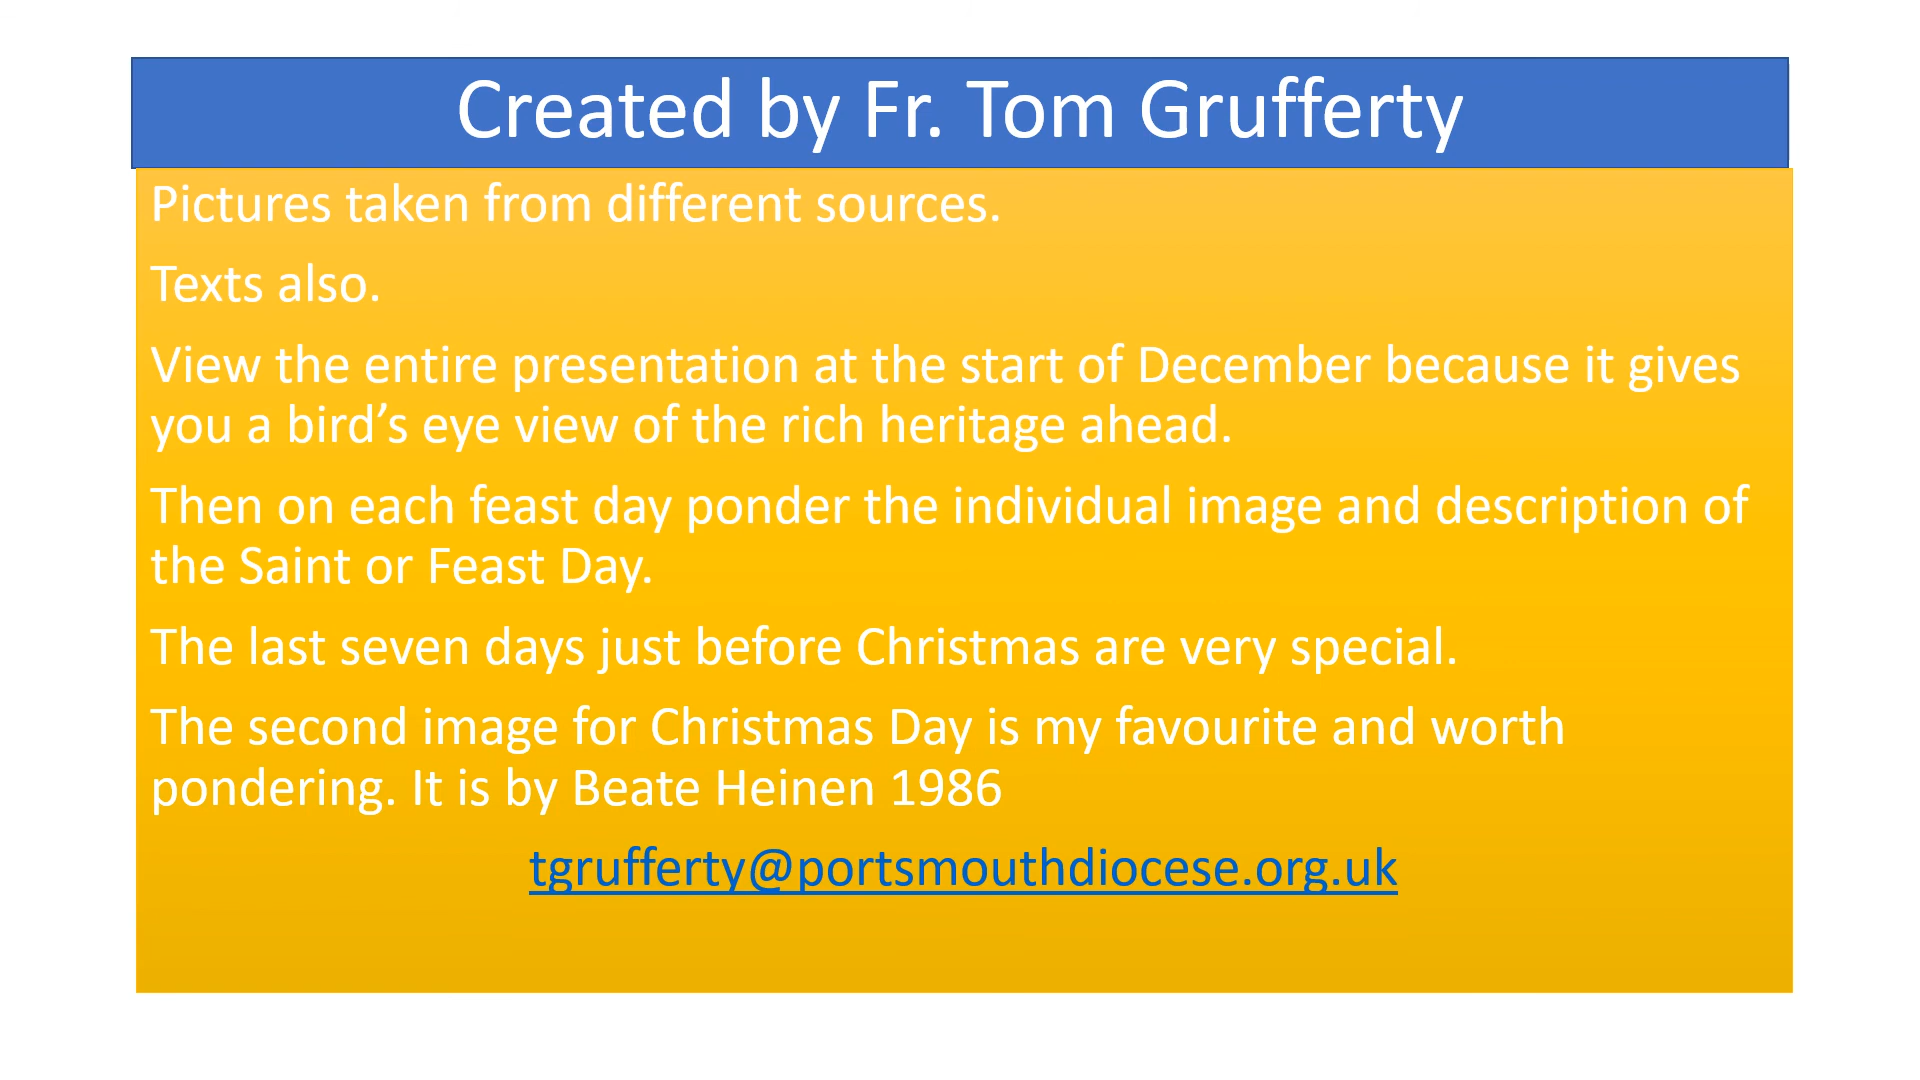 Created by Fr. Tom Grufferty
Pictures taken from different sources.
Texts also.
View the entire presentation at the start of December because it gives
you a bird’s eye view of the rich heritage ahead.
Then on each feast day ponder the individual image and description of
the Saint or Feast Day.
The last seven days just before Christmas are very special.
The second image for Christmas Day is my favourite and worth
pondering. It is by Beate Heinen 1986
tgrufferty@portsmouthdiocese.org.uk